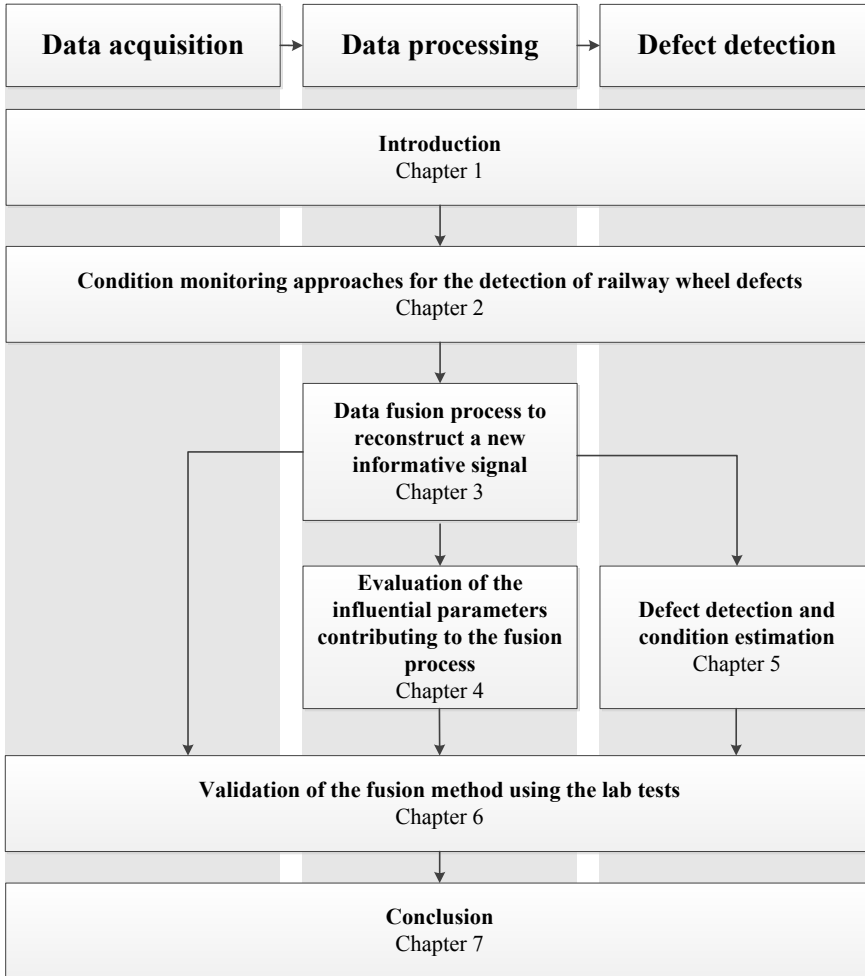 Data acquisition
Data processing
Defect detection
Introduction
Chapter 1
Condition monitoring approaches for the detection of railway wheel defects
Chapter 2
Data fusion process to
reconstruct a new
informative signal
Chapter 3
Evaluation of the
influential parameters
contributing to the fusion
process
Chapter 4
Defect detection and
condition estimation
Chapter 5
Validation of the fusion method using the lab tests
Chapter 6
Conclusion
Chapter 7